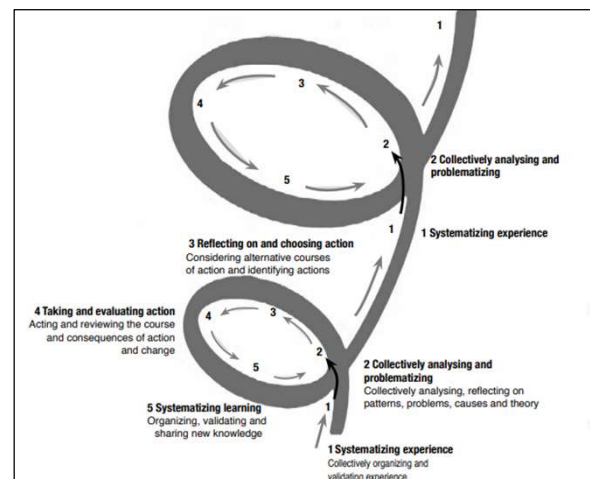 1
3
4
2
5
2 Collectively analysing and
problematizing
1
1 Systematizing experience
3 Reflecting on and choosing action
Considering alternative courses
of action and identifying actions
4 Taking and evaluating action
Acting and reviewing the course
and consequences of action
and change
3
4
2
5
2 Collectively analysing and
problematizing
Collectively analysing, reflecting on
patterns, problems, causes and theory
5 Systematizing learning
Organizing, validating and
sharing new knowledge
1
1 Systematizing experience
Collectively organizing and
validating experience